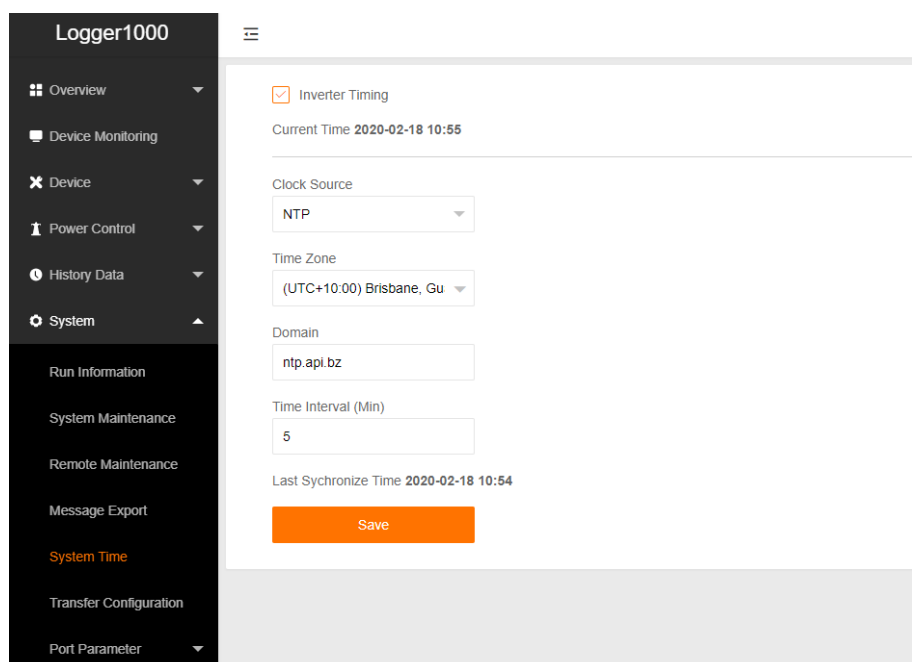 Logger1000
Overview
Device Monitoring
Device
Power Control
History Data
System
Run Information
System Maintenance
Remote Maintenance
Message Export
System Time
Transfer Configuration
Port Parameter
Inverter Timing
Current Time 2020-02-18 10:55
Clock Source
NTP
Time Zone
(UTC+10:00) Brisbane, Gu
Domain
ntp.api.bz
Time Interval (Min)
5
Last Sychronize Time 2020-02-18 10:54
Save